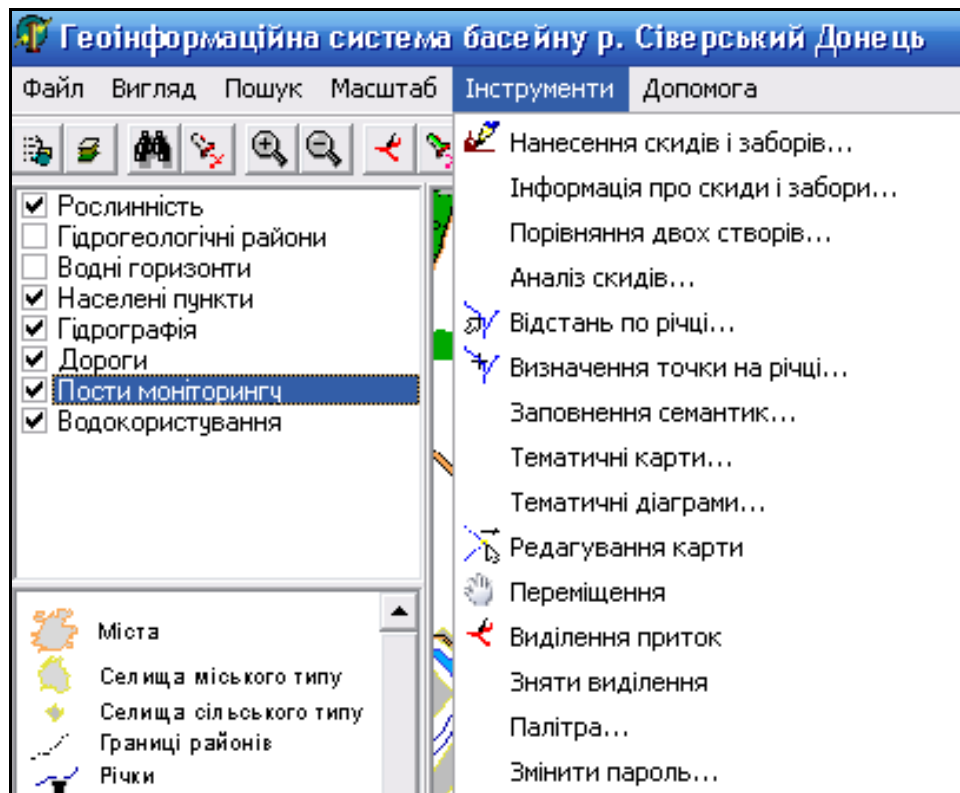 Геоінформаційна система басейну р. Сіверський Донець
Файл Вигляд Пошук Масштаб Інструменти Допомога
Рослинність
Гідрогеологічні райони
Водні горизонти
Населені пункти
Гідрографія
Дороги
Пости моніторингу
Водокористування
Міста
Селища міського типу
Селища сільського типу
Границі районів
Річки
Нанесення скидів і заборів...
Інформація про скиди і забори...
Порівняння двох створів...
Аналіз скидів...
Відстань по річці...
Визначення точки на річці...
Заповнення семантик...
Тематичні карти...
Тематичні діаграми...
Редагування карти
Переміщення
Виділення приток
Зняти виділення
Палітра...
Змінити пароль...